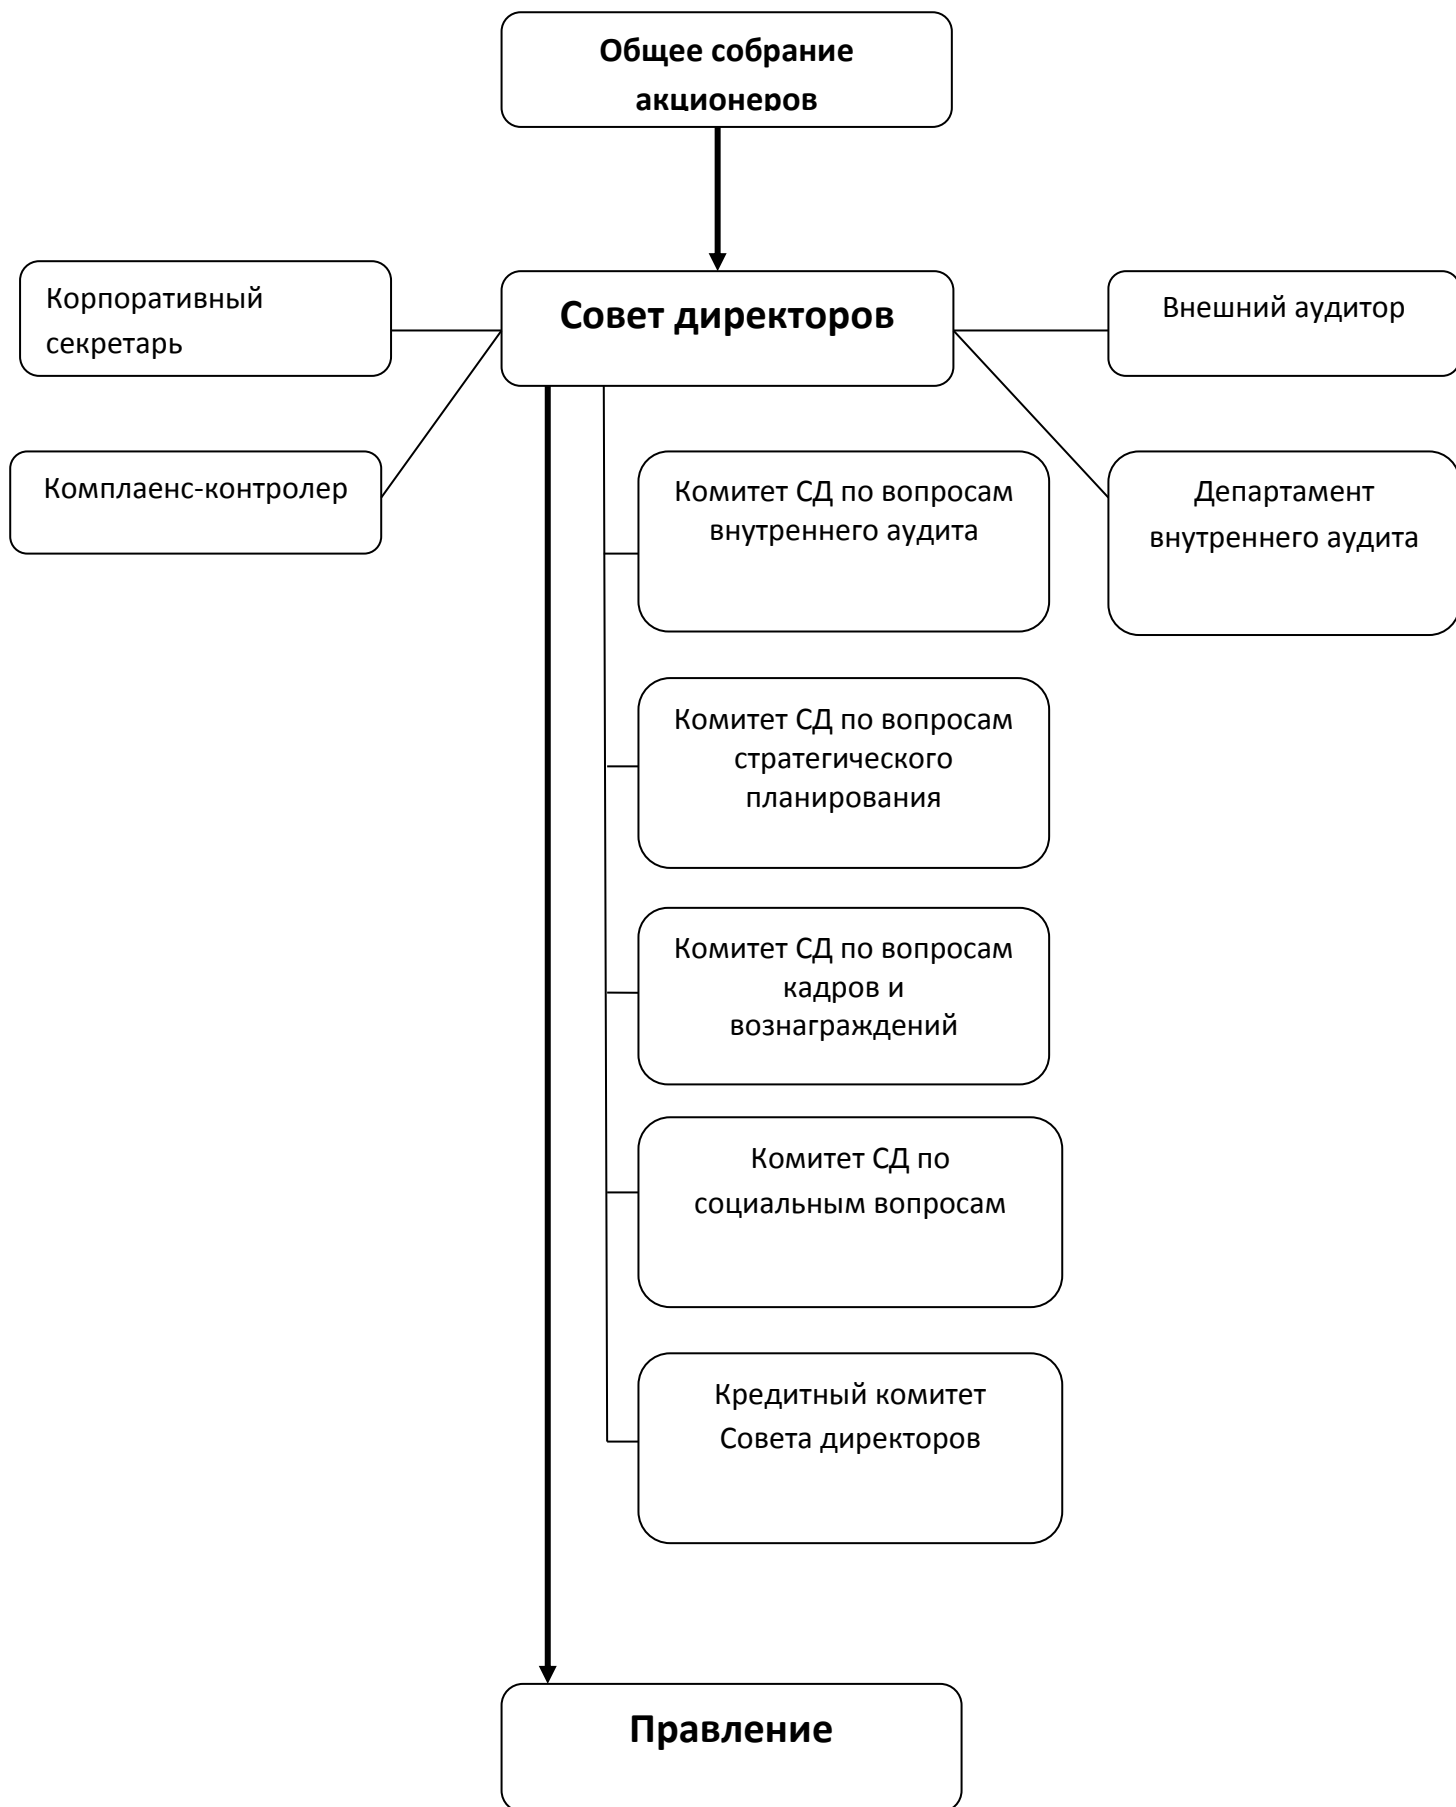 Общее собрание
акционеров
Корпоративный
секретарь
Совет директоров
Внешний аудитор
Комплаенс-контролер
Комитет СД по вопросам
внутреннего аудита
Департамент
внутреннего аудита
Комитет СД по вопросам
стратегического
планирования
Комитет СД по вопросам
кадров и
вознаграждений
Комитет СД по
социальным вопросам
Кредитный комитет
Совета директоров
Правление